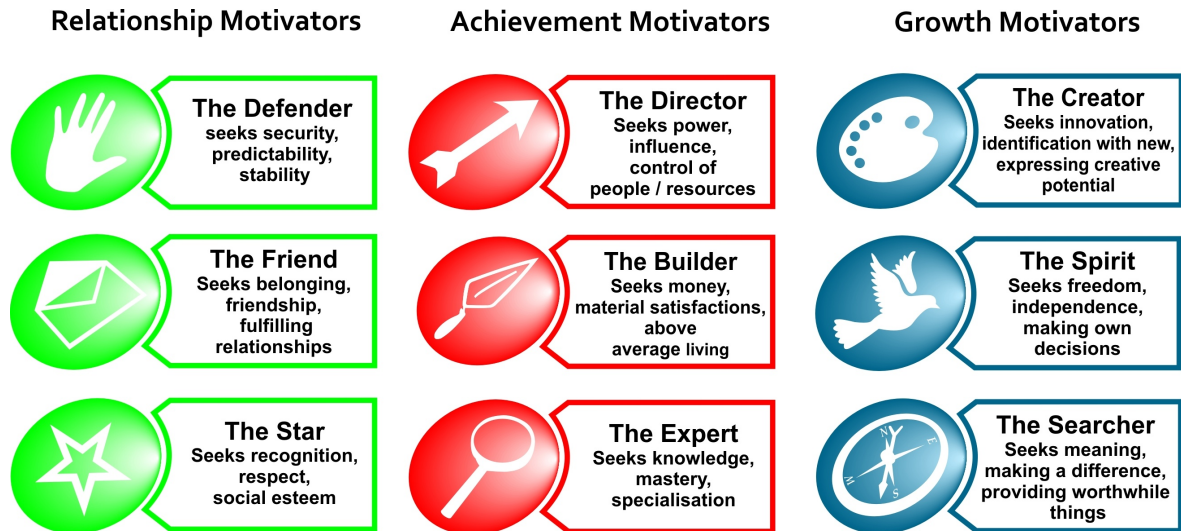 Relationship Motivators
The Defender
seeks security,
predictability,
stability
The Friend
Seeks belonging,
friendship,
fulfilling
relationships
The Star
Seeks recognition,
respect,
social esteem
Achievement Motivators
The Director
Seeks power,
influence,
control of
people / resources
The Builder
Seeks money,
material satisfactions,
above
average living
The Expert
Seeks knowledge,
mastery,
specialisation
Growth Motivators
The Creator
Seeks innovation,
identification with new,
expressing creative
potential
The Spirit
Seeks freedom,
independence,
making own
decisions
N
E
W
S
The Searcher
Seeks meaning,
making a difference,
providing worthwhile
things